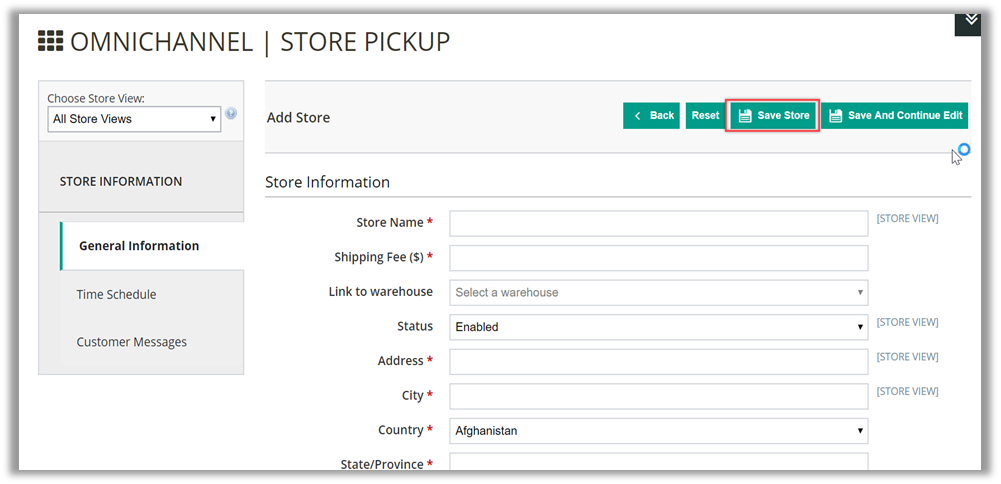 OMNICHANNEL | STORE PICKUP
Choose Store View:
All Store Views
STORE INFORMATION
General Information
Time Schedule
Customer Messages
Add Store
Back
Reset
Save Store
Save And Continue Edit
Store Information
Store Name *
[STORE VIEW]
Shipping Fee ($) *
Link to warehouse
Select a warehouse
Status
Enabled
[STORE VIEW]
Address *
[STORE VIEW]
City *
[STORE VIEW]
Country *
Afghanistan
State/Province *